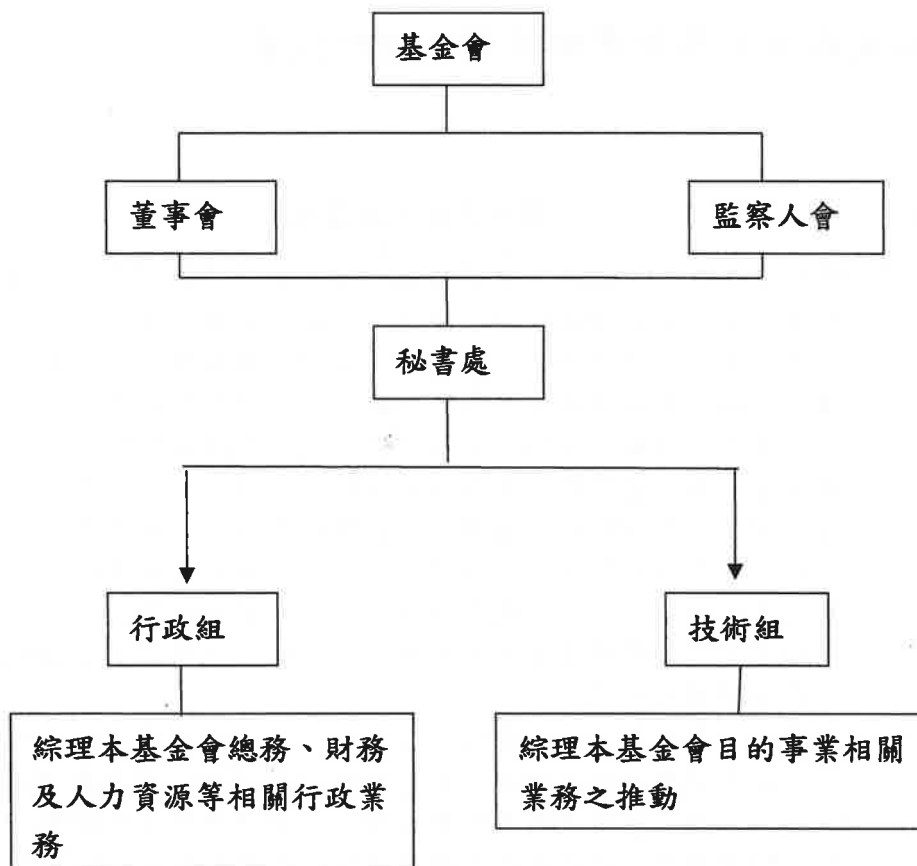 基金會
董事會
監察人會
秘書處
行政組
技術組
綜理本基金會總務、財務
及人力資源等相關行政業
務
綜理本基金會目的事業相關
業務之推動